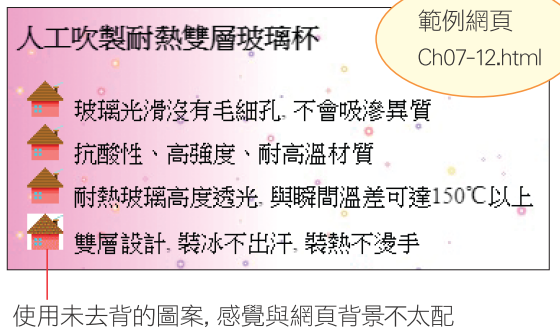 範例網頁
Ch07-12.html
人工吹製耐熱雙層玻璃杯
玻璃光滑沒有毛細孔, 不會吸滲異質
抗酸性、高強度、耐高溫材質
耐熱玻璃高度透光, 與瞬間溫差可達150℃以上
雙層設計, 裝冰不出汗, 裝熱不燙手
使用未去背的圖案, 感覺與網頁背景不太配